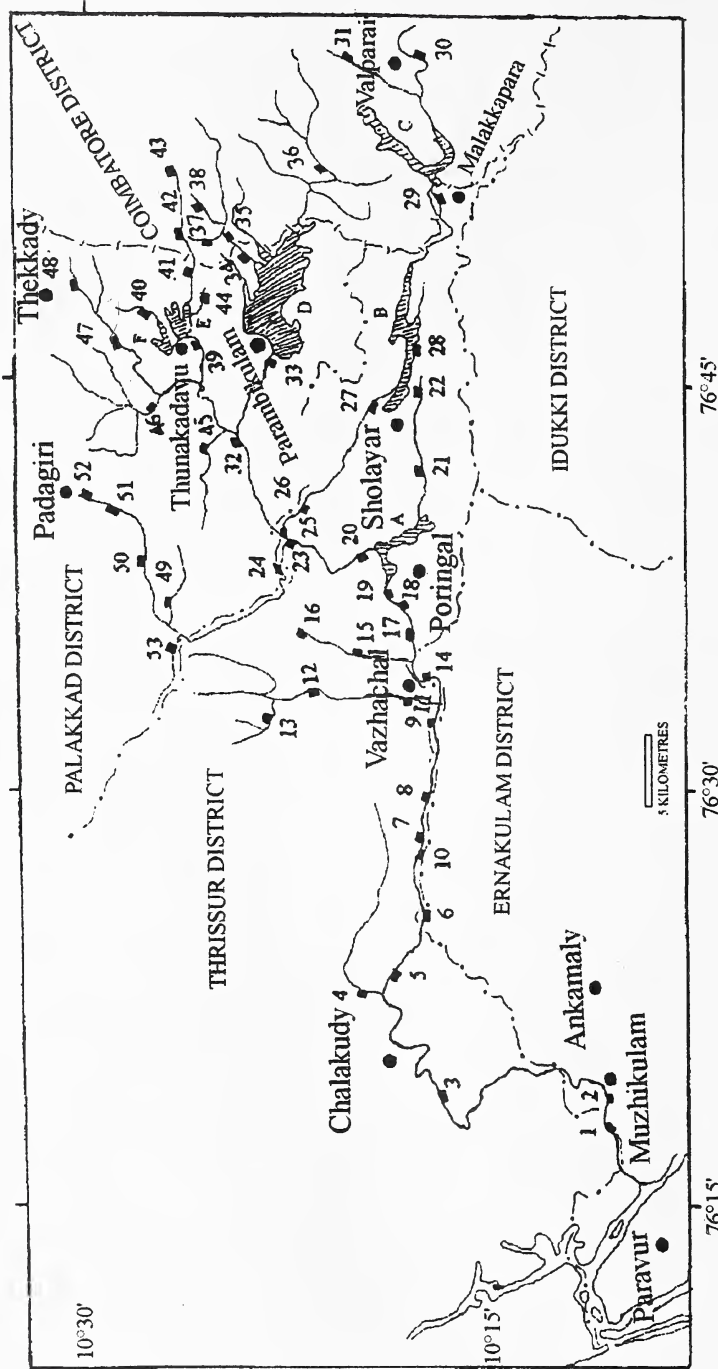 COIMBATORE DISTRICT
PALAKKAD DISTRICT
THRISSUR DISTRICT
ERNAKULAM DISTRICT
IDUKKI DISTRICT
10°30'
10°15'
76°15'
76°30'
76°45'
5 KILOMETRES
Thekkady
48
47
40
F
43
42
38
37
41
E
44
39
Thunakadavu
46
45
35
34
36
D
Parambikulam
33
32
31
Valparai
30
C
Malakkapara
29
B
28
27
22
Sholayar
21
A
26
25
24
23
20
Padagiri
52
51
50
49
53
19
18
17
Poringal
16
15
14
Vazhachal
13
12
11
9
8
7
10
6
5
4
Chalakudy
3
Ankamaly
2
1
Muzhikulam
Paravur